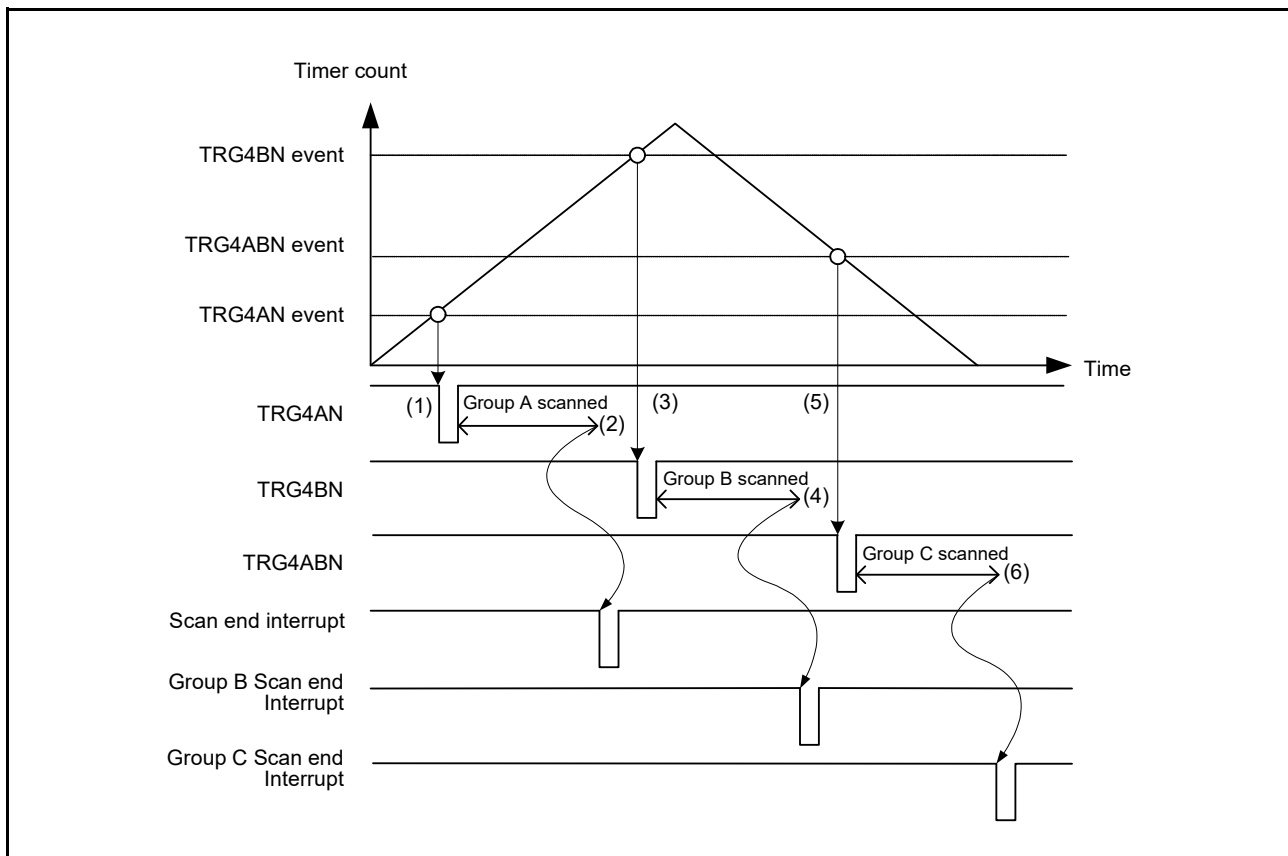 Timer count
TRG4BN event
TRG4ABN event
TRG4AN event
Time
TRG4AN
(1)
Group A scanned
(2)
(3)
(5)
TRG4BN
Group B scanned
(4)
TRG4ABN
Group C scanned
(6)
Scan end interrupt
Group B Scan end
Interrupt
Group C Scan end
Interrupt